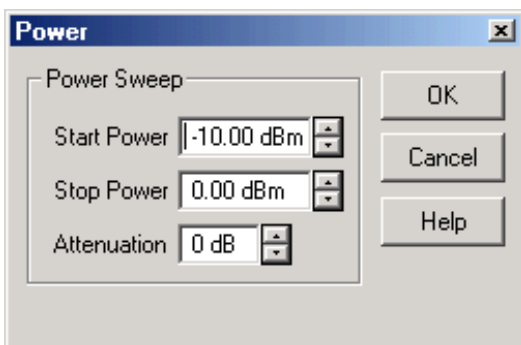 Power
Power Sweep
Start Power -10.00 dBm
Stop Power 0.00 dBm
Attenuation 0 dB
OK
Cancel
Help